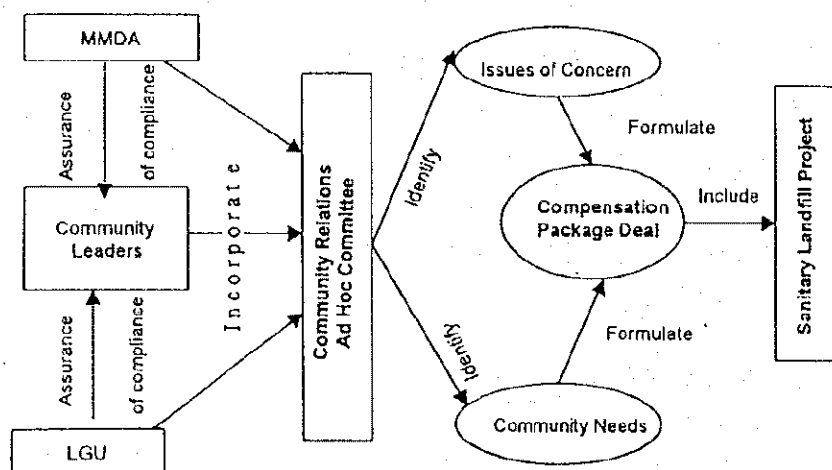 MMDA
Assurance
of compliance
Community
Leaders
Assurance
of compliance
LGU
Incorporate
Community Relations
Ad Hoc Committee
Identify
Identify
Issues of Concern
Formulate
Compensation
Package Deal
Formulate
Community Needs
Include
Sanitary Landfill Project